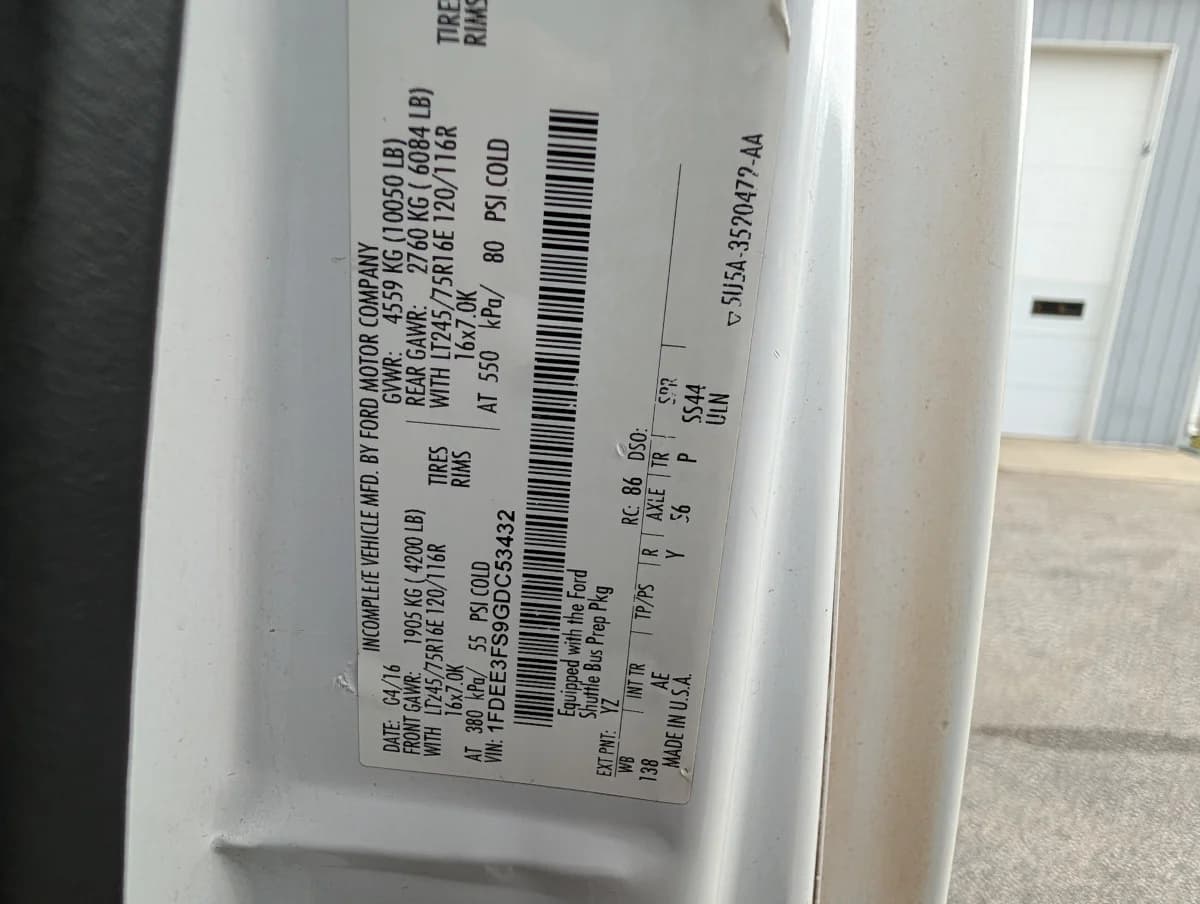 INCOMPLETE VEHICLE MFD. BY FORD MOTOR COMPANY
DATE: 04/16 GVWR: 4559 KG (10050 LB)
FRONT GAWR: 1905 KG (4200 LB) REAR GAWR: 2760 KG (6084 LB)
WITH LT245/75R16E 120/116R TIRES WITH LT245/75R16E 120/116R TIRES
16x7.0K RIMS 16x7.0K RIMS
AT 380 kPa/ 55 PSI COLD AT 550 kPa/ 80 PSI COLD
VIN: 1FDEE3FS9GDC53432
Equipped with the Ford
Shuttle Bus Prep Pkg
EXT PNT: YZ RC: 86 DSO:
WB INT TR TP/PS R AXLE TR SPR
138 AE Y 56 P SS44
MADE IN U.S.A. ULN
5U5A-3520472-AA